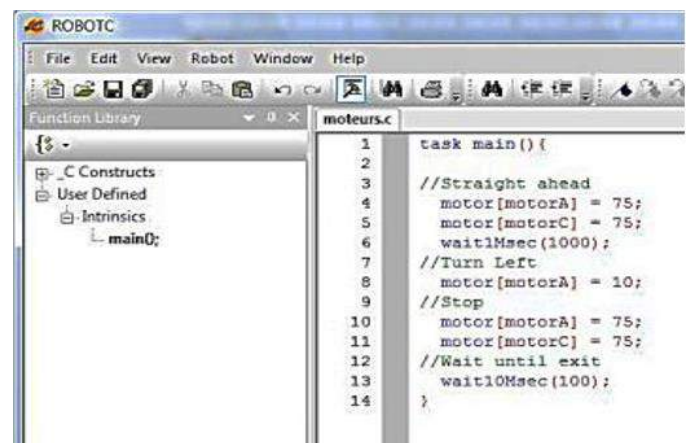 ROBOTC
File Edit View Robot Window Help
Function Library
moteurs.c
_C Constructs
User Defined
Intrinsics
main();
1 task main(){
2
3 //Straight ahead
4 motor[motorA] = 75;
5 motor[motorC] = 75;
6 wait1Msec(1000);
7 //Turn Left
8 motor[motorA] = 10;
9 //Stop
10 motor[motorA] = 75;
11 motor[motorC] = 75;
12 //Wait until exit
13 wait10Msec(100);
14 }